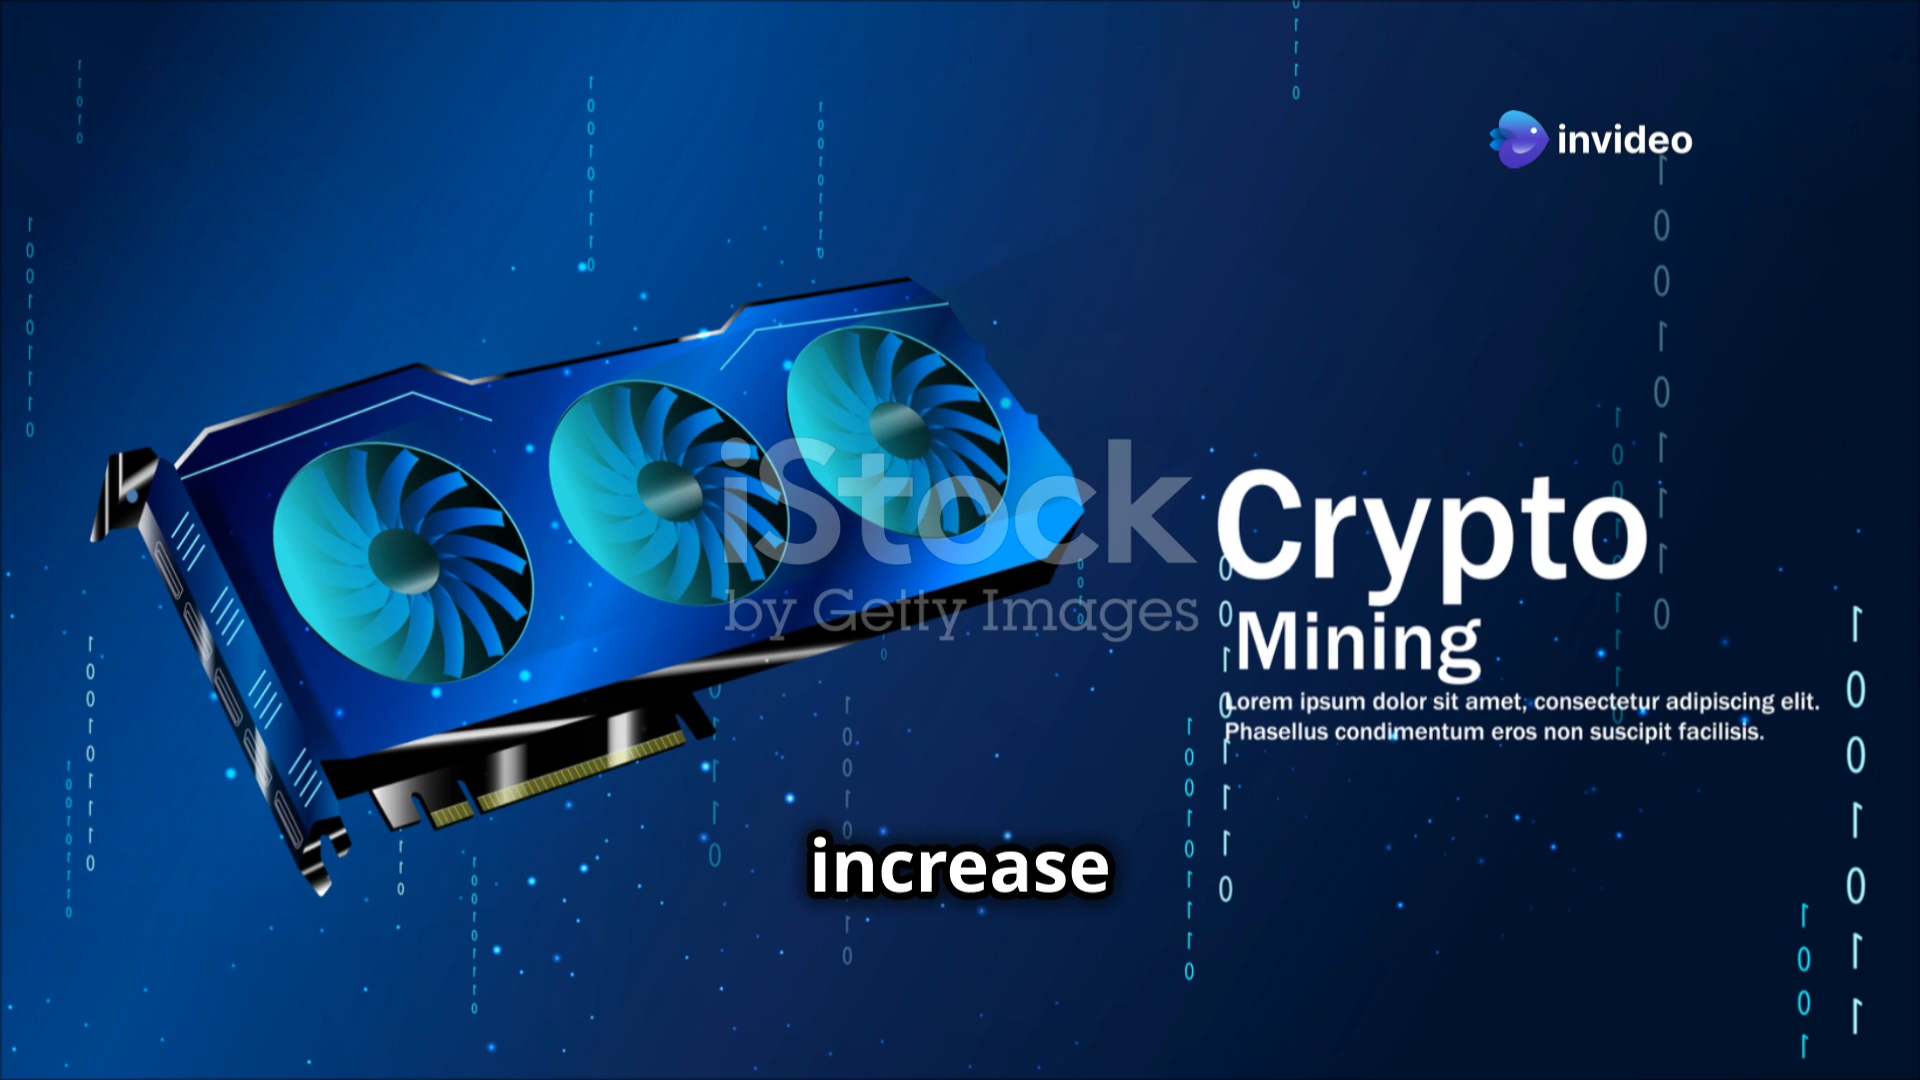 invideo
iStock
by Getty Images
Crypto
Mining
Lorem ipsum dolor sit amet, consectetur adipiscing elit.
Phasellus condimentum eros non suscipit facilisis.
increase